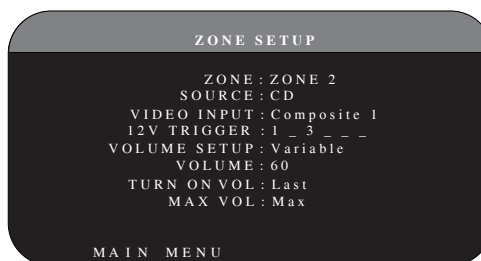 ZONE SETUP
ZONE : ZONE 2
SOURCE : CD
VIDEO INPUT : Composite 1
12V TRIGGER : 1 _ 3 _ _ _
VOLUME SETUP : Variable
VOLUME : 60
TURN ON VOL : Last
MAX VOL : Max
MAIN MENU